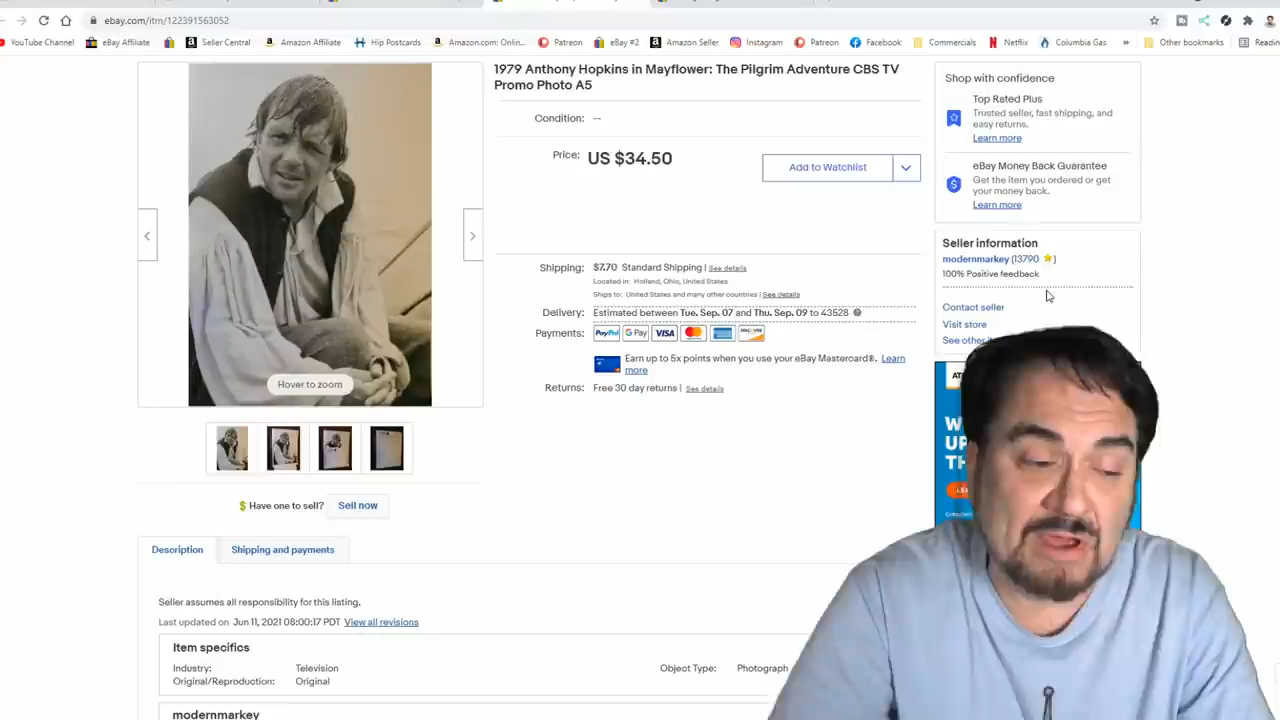 ebay.com/itm/122391563052
YouTube Channel eBay Affiliate Seller Central Amazon Affiliate Hip Postcards Amazon.com: Onlin... Patreon eBay #2 Amazon Seller Instagram Patreon Facebook Commercials Netflix Columbia Gas » Other bookmarks Readin
1979 Anthony Hopkins in Mayflower: The Pilgrim Adventure CBS TV
Promo Photo A5
Condition: --
Price: US $34.50
Add to Watchlist
Shipping: $7.70 Standard Shipping | See details
Located in: Holland, Ohio, United States
Ships to: United States and many other countries | See details
Delivery: Estimated between Tue. Sep. 07 and Thu. Sep. 09 to 43528
Payments: PayPal G Pay VISA DISCOVER
Earn up to 5x points when you use your eBay Mastercard®. Learn
more
Returns: Free 30 day returns | See details
Shop with confidence
Top Rated Plus
Trusted seller, fast shipping, and
easy returns.
Learn more
eBay Money Back Guarantee
Get the item you ordered or get
your money back.
Learn more
Seller information
modernmarkey (13790 )
100% Positive feedback
Contact seller
Visit store
See other it
Hover to zoom
Have one to sell? Sell now
Description
Shipping and payments
Seller assumes all responsibility for this listing.
Last updated on Jun 11, 2021 08:00:17 PDT View all revisions
Item specifics
Industry: Television
Object Type: Photograph
Original/Reproduction: Original
modernmarkey